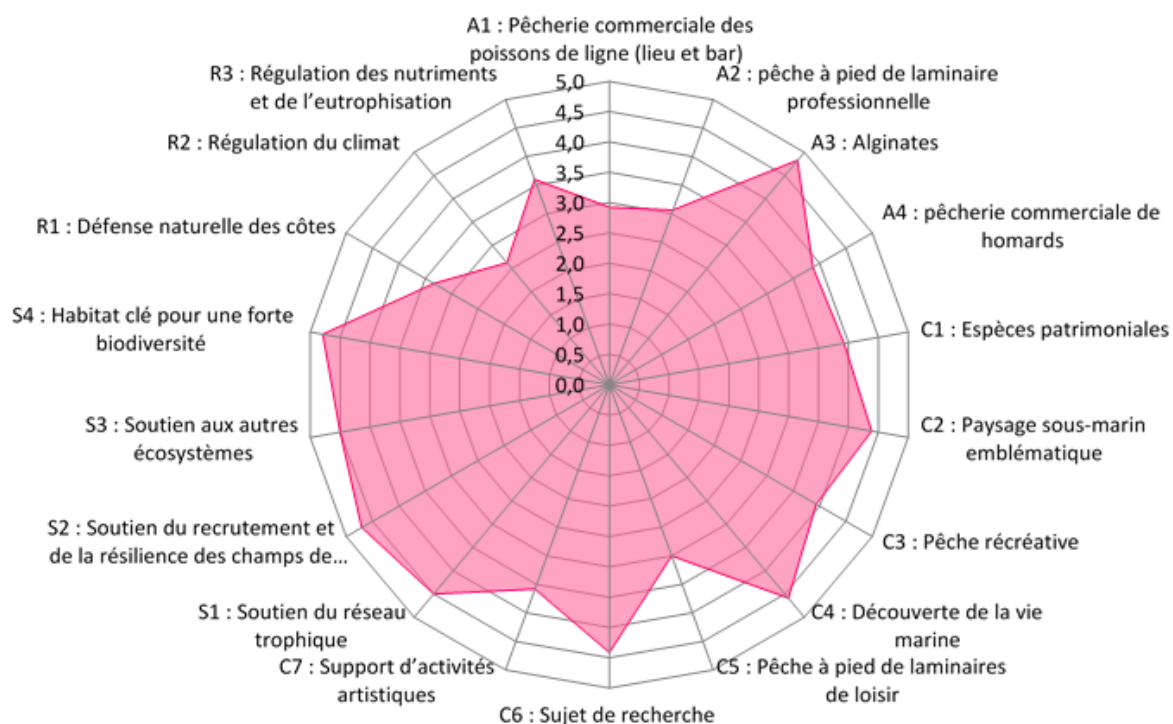 A1 : Pêcherie commerciale des
poissons de ligne (lieu et bar)
A2 : pêche à pied de laminaire
professionnelle
A3 : Alginates
A4 : pêcherie commerciale de
homards
C1 : Espèces patrimoniales
C2 : Paysage sous-marin
emblématique
C3 : Pêche récréative
C4 : Découverte de la vie
marine
C5 : Pêche à pied de laminaires
de loisir
C6 : Sujet de recherche
C7 : Support d’activités
artistiques
S1 : Soutien du réseau
trophique
S2 : Soutien du recrutement et
de la résilience des champs de...
S3 : Soutien aux autres
écosystèmes
S4 : Habitat clé pour une forte
biodiversité
R1 : Défense naturelle des côtes
R2 : Régulation du climat
R3 : Régulation des nutriments
et de l’eutrophisation
5,0
4,5
4,0
3,5
3,0
2,5
2,0
1,5
1,0
0,5
0,0